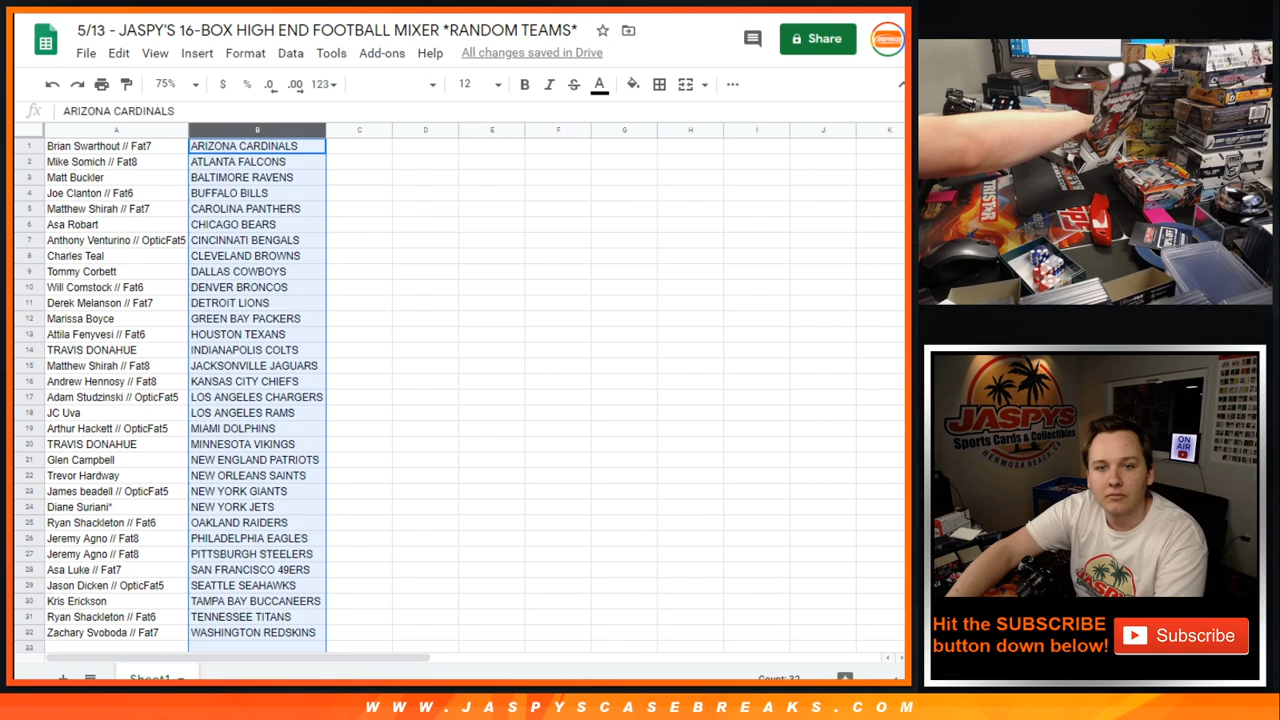 5/13 - JASPY'S 16-BOX HIGH END FOOTBALL MIXER *RANDOM TEAMS*
File Edit View Insert Format Data Tools Add-ons Help All changes saved in Drive
Share
75% $ % .0 .00 123 12 B I S A
fx ARIZONA CARDINALS
A B C D E F G H I J K
1 Brian Swarthout // Fat7 ARIZONA CARDINALS
2 Mike Somich // Fat8 ATLANTA FALCONS
3 Matt Buckler BALTIMORE RAVENS
4 Joe Clanton // Fat6 BUFFALO BILLS
5 Matthew Shirah // Fat7 CAROLINA PANTHERS
6 Asa Robart CHICAGO BEARS
7 Anthony Venturino // OpticFat5 CINCINNATI BENGALS
8 Charles Teal CLEVELAND BROWNS
9 Tommy Corbett DALLAS COWBOYS
10 Will Comstock // Fat6 DENVER BRONCOS
11 Derek Melanson // Fat7 DETROIT LIONS
12 Marissa Boyce GREEN BAY PACKERS
13 Attila Fenyvesi // Fat6 HOUSTON TEXANS
14 TRAVIS DONAHUE INDIANAPOLIS COLTS
15 Matthew Shirah // Fat8 JACKSONVILLE JAGUARS
16 Andrew Hennosy // Fat8 KANSAS CITY CHIEFS
17 Adam Studzinski // OpticFat5 LOS ANGELES CHARGERS
18 JC Uva LOS ANGELES RAMS
19 Arthur Hackett // OpticFat5 MIAMI DOLPHINS
20 TRAVIS DONAHUE MINNESOTA VIKINGS
21 Glen Campbell NEW ENGLAND PATRIOTS
22 Trevor Hardway NEW ORLEANS SAINTS
23 James beadell // OpticFat5 NEW YORK GIANTS
24 Diane Suriani* NEW YORK JETS
25 Ryan Shackleton // Fat6 OAKLAND RAIDERS
26 Jeremy Agno // Fat8 PHILADELPHIA EAGLES
27 Jeremy Agno // Fat8 PITTSBURGH STEELERS
28 Asa Luke // Fat7 SAN FRANCISCO 49ERS
29 Jason Dicken // OpticFat5 SEATTLE SEAHAWKS
30 Kris Erickson TAMPA BAY BUCCANEERS
31 Ryan Shackleton // Fat6 TENNESSEE TITANS
32 Zachary Svoboda // Fat7 WASHINGTON REDSKINS
33
Sheet1 Count: 32
TRISTAR
JASPYS
Sports Cards & Collectibles
HERMOSA BEACH, CA
ON
AIR
Hit the SUBSCRIBE
button down below!
Subscribe
WWW.JASPYSCASEBREAKS.COM